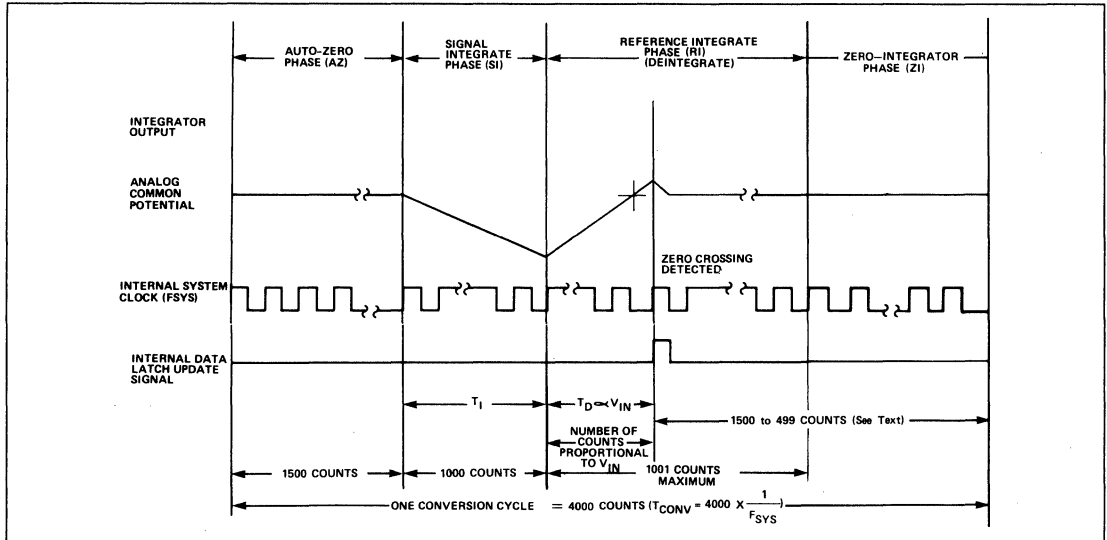 AUTO-ZERO
PHASE (AZ)
SIGNAL
INTEGRATE
PHASE (SI)
REFERENCE INTEGRATE
PHASE (RI)
(DEINTEGRATE)
ZERO-INTEGRATOR
PHASE (ZI)
INTEGRATOR
OUTPUT
ANALOG
COMMON
POTENTIAL
ZERO CROSSING
DETECTED
INTERNAL SYSTEM
CLOCK (FSYS)
INTERNAL DATA
LATCH UPDATE
SIGNAL
TI
TD ∝ VIN
1500 to 499 COUNTS (See Text)
NUMBER OF
COUNTS
PROPORTIONAL
TO VIN
1500 COUNTS
1000 COUNTS
1001 COUNTS
MAXIMUM
ONE CONVERSION CYCLE = 4000 COUNTS (TCONV = 4000 X 1/FSYS)